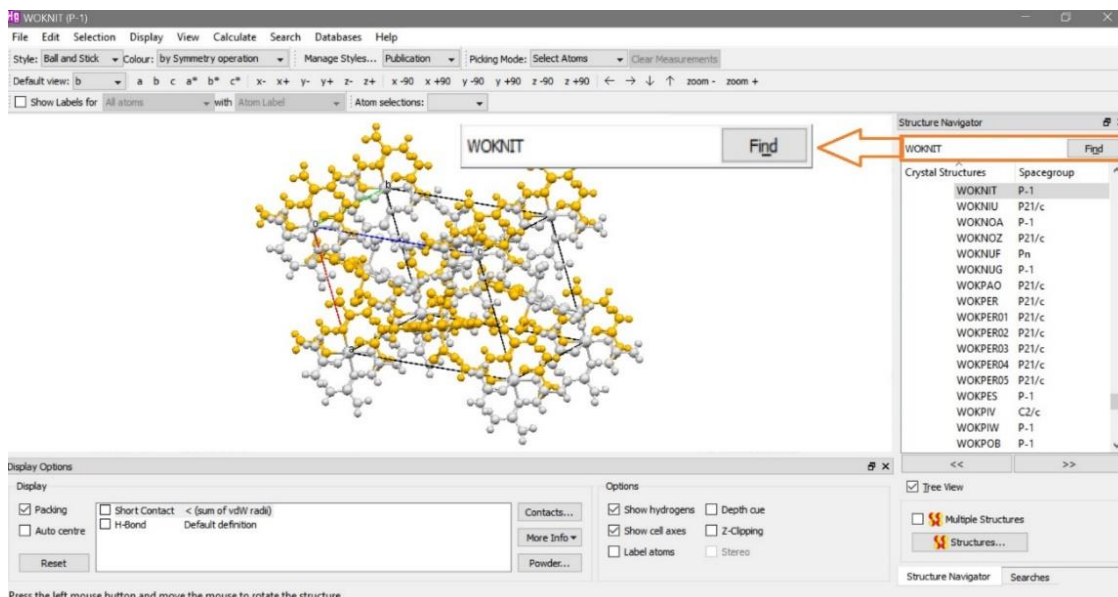 WOKNIT (P-1)
File Edit Selection Display View Calculate Search Databases Help
Style: Ball and Stick Colour: by Symmetry operation Manage Styles... Publication Picking Mode: Select Atoms Clear Measurements
Default view: b a b c a* b* c* x- x+ y- y+ z- z+ x -90 x +90 y -90 y +90 z -90 z +90 ← → ↓ ↑ zoom - zoom +
Show Labels for All atoms with Atom Label Atom selections:
Structure Navigator
WOKNIT Find
WOKNIT Find
Crystal Structures Spacegroup
WOKNIT P-1
WOKNIU P21/c
WOKNOA P-1
WOKNOZ P21/c
WOKNUF Pn
WOKNUG P-1
WOKPAO P21/c
WOKPER P21/c
WOKPER01 P21/c
WOKPER02 P21/c
WOKPER03 P21/c
WOKPER04 P21/c
WOKPER05 P21/c
WOKPES P-1
WOKPIV C2/c
WOKPIW P-1
WOKPOB P-1
<< >>
Tree View
Multiple Structures
Structures...
Structure Navigator Searches
Display Options
Display
Packing
Auto centre
Reset
Short Contact < (sum of vdW radii)
H-Bond Default definition
Contacts...
More Info
Powder...
Options
Show hydrogens Depth cue
Show cell axes Z-Clipping
Label atoms Stereo
Press the left mouse button and move the mouse to rotate the structure